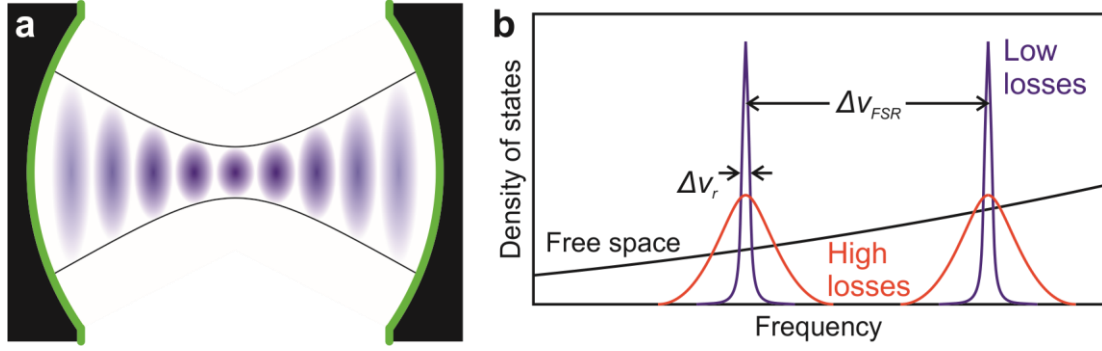 a
b
Density of states
Low
losses
Δν_FSR
Δν_r
Free space
High
losses
Frequency